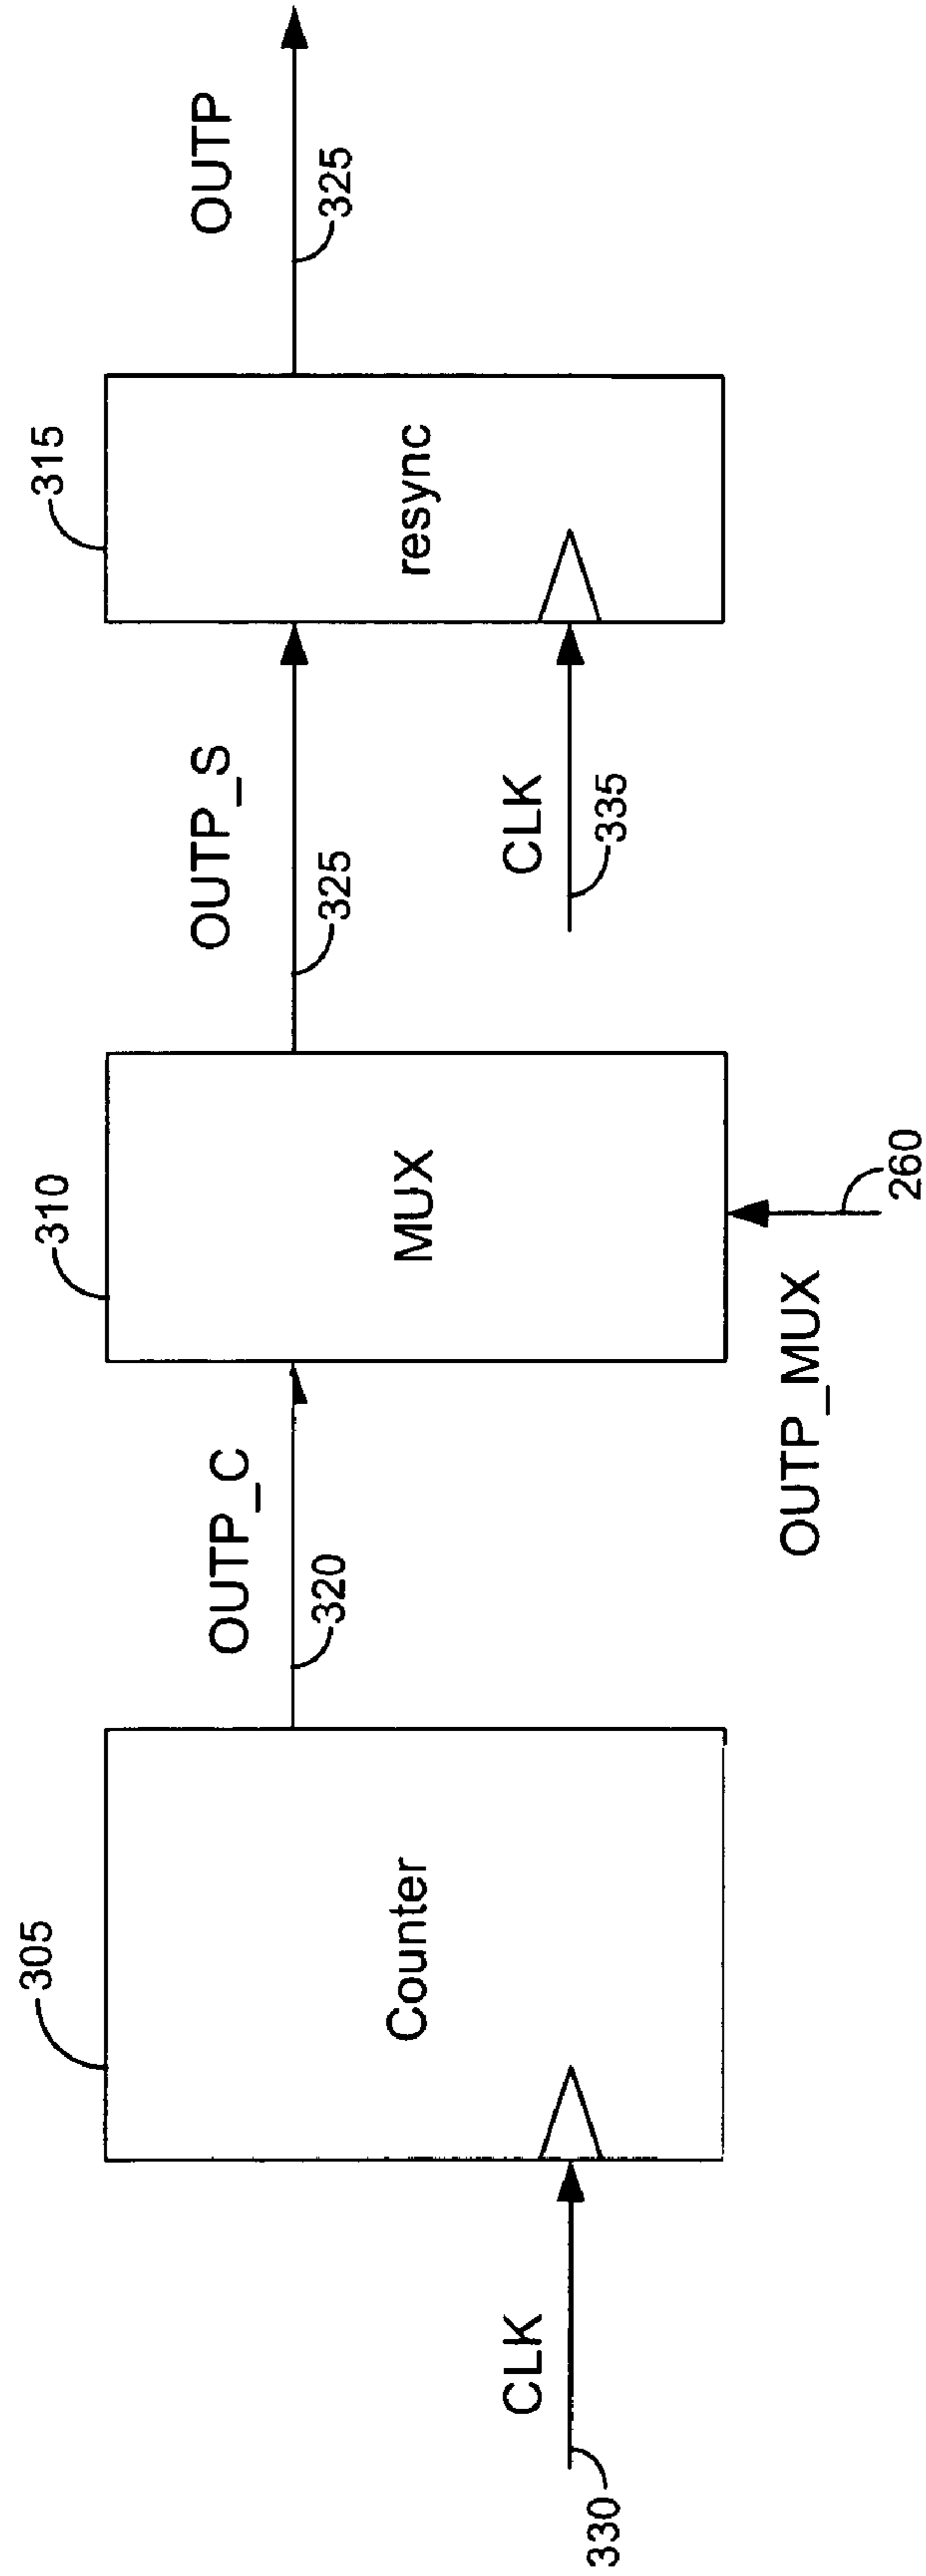 305
310
315
Counter
MUX
resync
OUTP_C
320
OUTP_S
325
OUTP
325
CLK
330
CLK
335
OUTP_MUX
260